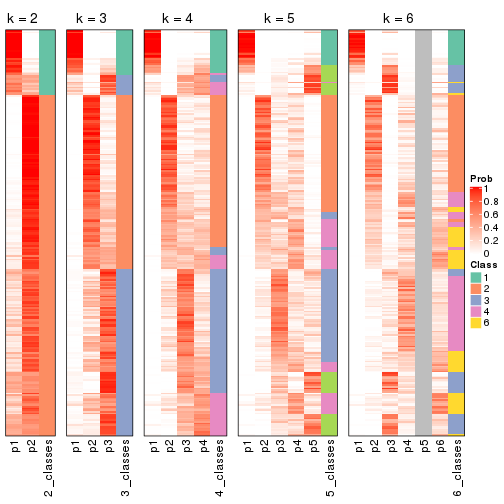 k = 2
k = 3
k = 4
k = 5
k = 6
p1
p2
2_classes
p1
p2
p3
3_classes
p1
p2
p3
p4
4_classes
p1
p2
p3
p4
p5
5_classes
p1
p2
p3
p4
p5
p6
6_classes
Prob
1
0.8
0.6
0.4
0.2
0
Class
1
2
3
4
6